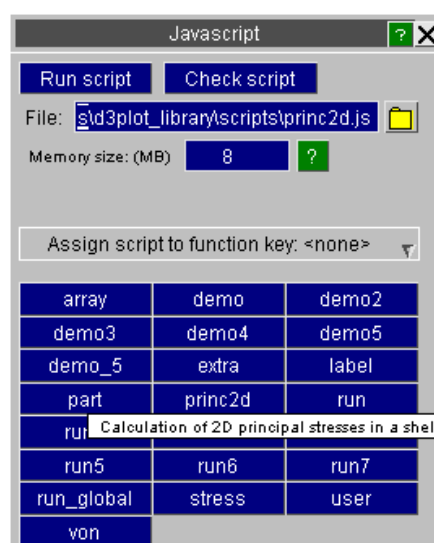 Javascript ? X
Run script Check script
File: s\d3plot_library\scripts\princ2d.js
Memory size: (MB) 8 ?
Assign script to function key: <none>
array demo demo2
demo3 demo4 demo5
demo_5 extra label
part princ2d run
Calculation of 2D principal stresses in a shel
run5 run6 run7
run_global stress user
von